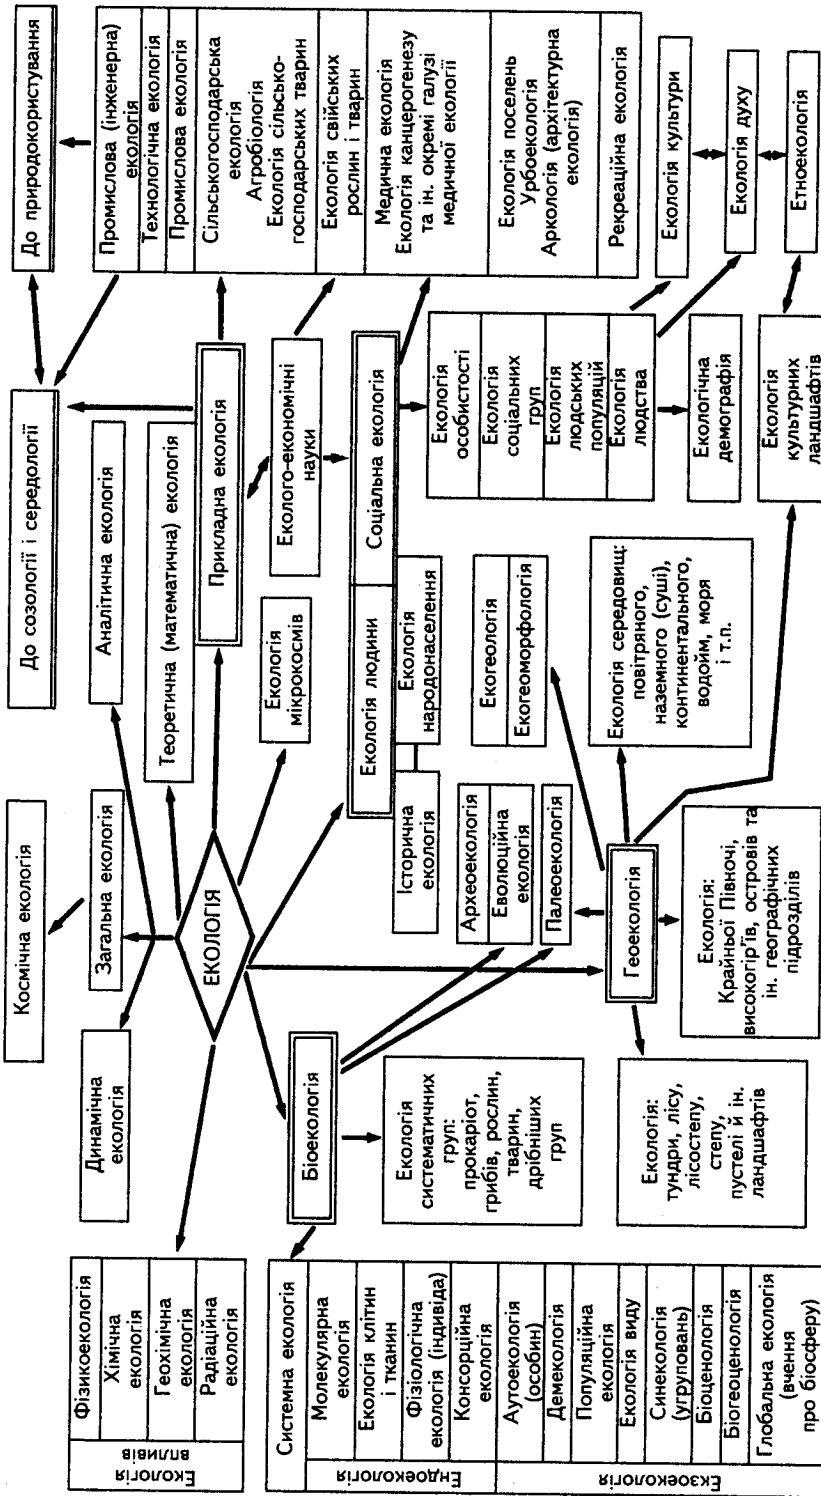 Космічна екологія
До созології і середології
До природокористування
Динамічна
екологія
Загальна екологія
Аналітична екологія
Теоретична (математична) екологія
ЕКОЛОГІЯ
Прикладна екологія
Екологія
мікрокосмів
Еколого-економічні
науки
Екологія
впливів
Фізикоекологія
Хімічна
екологія
Геохімічна
екологія
Радіаційна
екологія
Промислова (інженерна)
екологія
Технологічна екологія
Промислова екологія
Сільськогосподарська
екологія
Агробіологія
Екологія сільсько-
господарських тварин
Екологія свійських
рослин і тварин
Медична екологія
Екологія канцерогенезу
та ін. окремі галузі
медичної екології
Екологія поселень
Урбоекологія
Аркологія (архітектурна
екологія)
Рекреаційна екологія
Біоекологія
Екологія людини
Соціальна екологія
Історична
екологія
Екологія
народонаселення
Системна екологія
Ендоекологія
Молекулярна
екологія
Екологія клітин
і тканин
Фізіологічна
екологія (індивіда)
Консорційна
екологія
Екзоекологія
Аутоекологія
(особин)
Демекологія
Популяційна
екологія
Екологія виду
Синекологія
(угруповань)
Біоценологія
Біогеоценологія
Глобальна екологія
(вчення
про біосферу)
Екологія
систематичних
груп:
прокаріот,
грибів, рослин,
тварин,
дрібніших
груп
Археоекологія
Еволюційна
екологія
Палеоекологія
Екогеологія
Екогеоморфологія
Екологія
особистості
Екологія
соціальних
груп
Екологія
людських
популяцій
Екологія
людства
Екологія культури
Екологія духу
Етноекологія
Екологічна
демографія
Екологія
культурних
ландшафтів
Геоекологія
Екологія:
тундри, лісу,
лісостепу,
степу,
пустелі й ін.
ландшафтів
Екологія:
Крайньої Півночі,
високогір'їв, островів та
ін. географічних
підрозділів
Екологія середовищ:
повітряного,
наземного (суші),
континентального,
водойм, моря
і т.п.